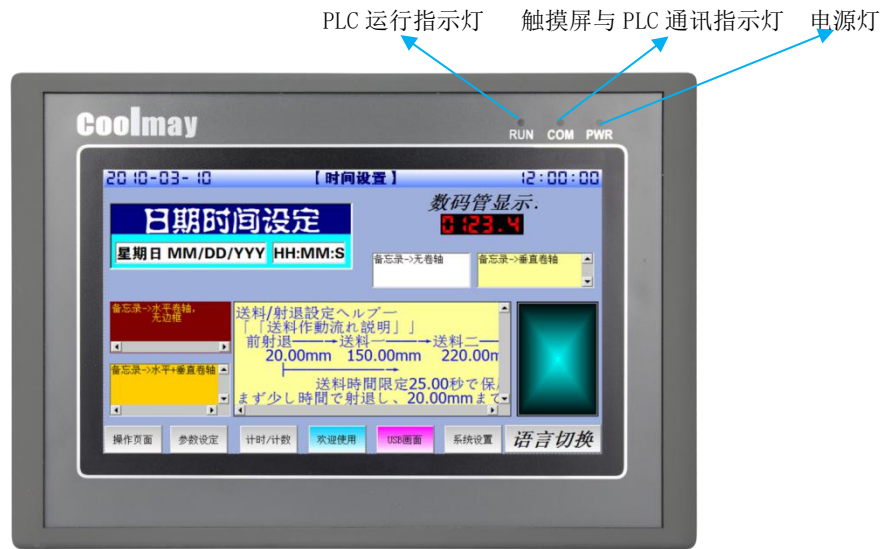 PLC 运行指示灯 触摸屏与 PLC 通讯指示灯 电源灯
Coolmay
RUN COM PWR
2010-03-10 【时间设置】 12:00:00
日期时间设定
星期日 MM/DD/YYY HH:MM:S
数码管显示.
0123.4
备忘录->无卷轴
备忘录->垂直卷轴
备忘录->水平卷轴,
无边框
备忘录->水平+垂直卷轴
送料/射退設定ヘルプー
「「送料作動流れ説明」」
前射退——→送料一——→送料二—
20.00mm 150.00mm 220.00m
送料時間限定25.00秒で保
まず少し時間で射退し、20.00mmまで
操作页面 参数设定 计时/计数 欢迎使用 USB画面 系统设置 语言切换